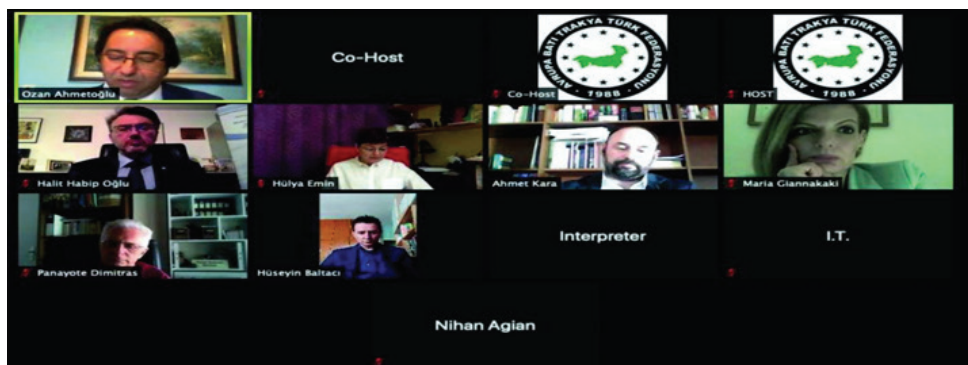 Ozan Ahmetoğlu
Co-Host
AVRUPA BATI TRAKYA TÜRK FEDERASYONU
1988
Co-Host
AVRUPA BATI TRAKYA TÜRK FEDERASYONU
1988
HOST
Halit Habip Oğlu
Hülya Emin
Ahmet Kara
Maria Giannakaki
Panayote Dimitras
Hüseyin Baltacı
Interpreter
I.T.
Nihan Agian